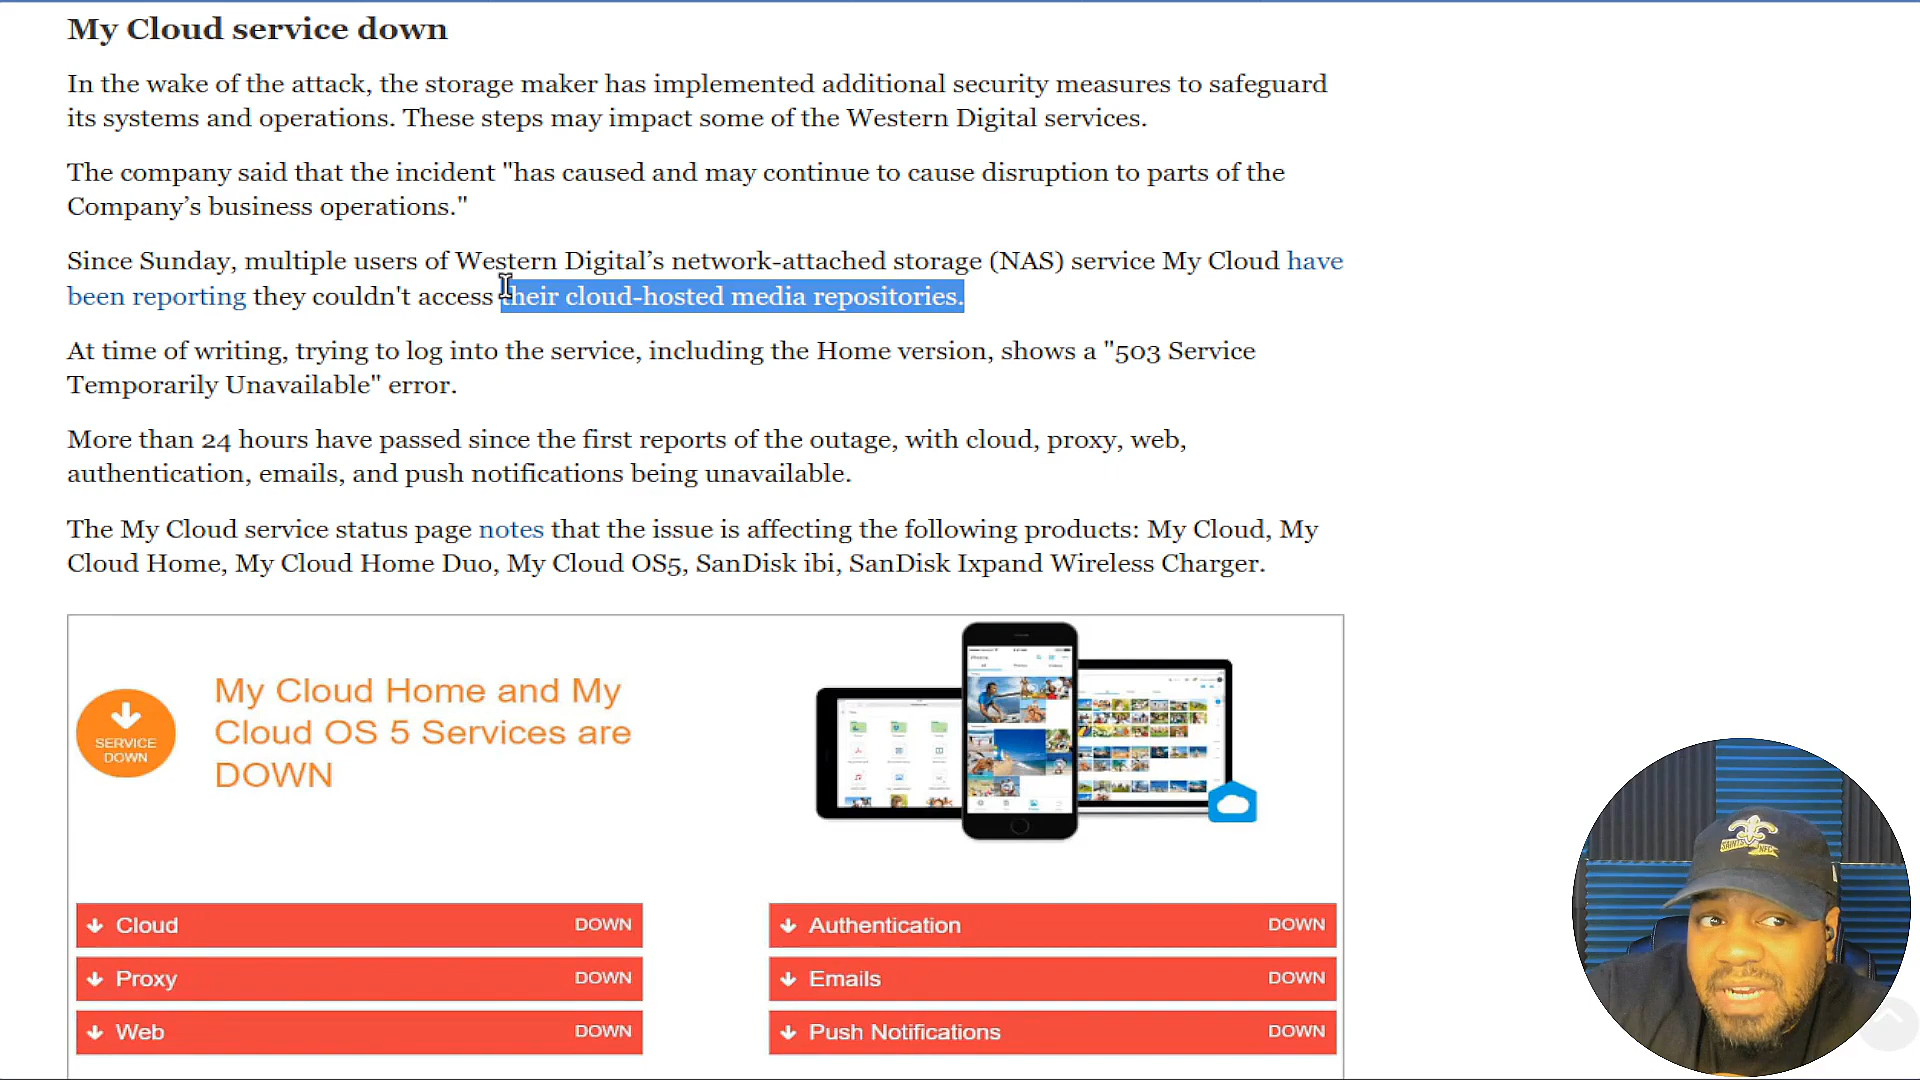 My Cloud service down
In the wake of the attack, the storage maker has implemented additional security measures to safeguard
its systems and operations. These steps may impact some of the Western Digital services.
The company said that the incident "has caused and may continue to cause disruption to parts of the
Company’s business operations."
Since Sunday, multiple users of Western Digital’s network-attached storage (NAS) service My Cloud have
been reporting they couldn't access their cloud-hosted media repositories.
At time of writing, trying to log into the service, including the Home version, shows a "503 Service
Temporarily Unavailable" error.
More than 24 hours have passed since the first reports of the outage, with cloud, proxy, web,
authentication, emails, and push notifications being unavailable.
The My Cloud service status page notes that the issue is affecting the following products: My Cloud, My
Cloud Home, My Cloud Home Duo, My Cloud OS5, SanDisk ibi, SanDisk Ixpand Wireless Charger.
SERVICE
DOWN
My Cloud Home and My
Cloud OS 5 Services are
DOWN
Cloud DOWN
Authentication DOWN
Proxy DOWN
Emails DOWN
Web DOWN
Push Notifications DOWN
SAINTS NFC